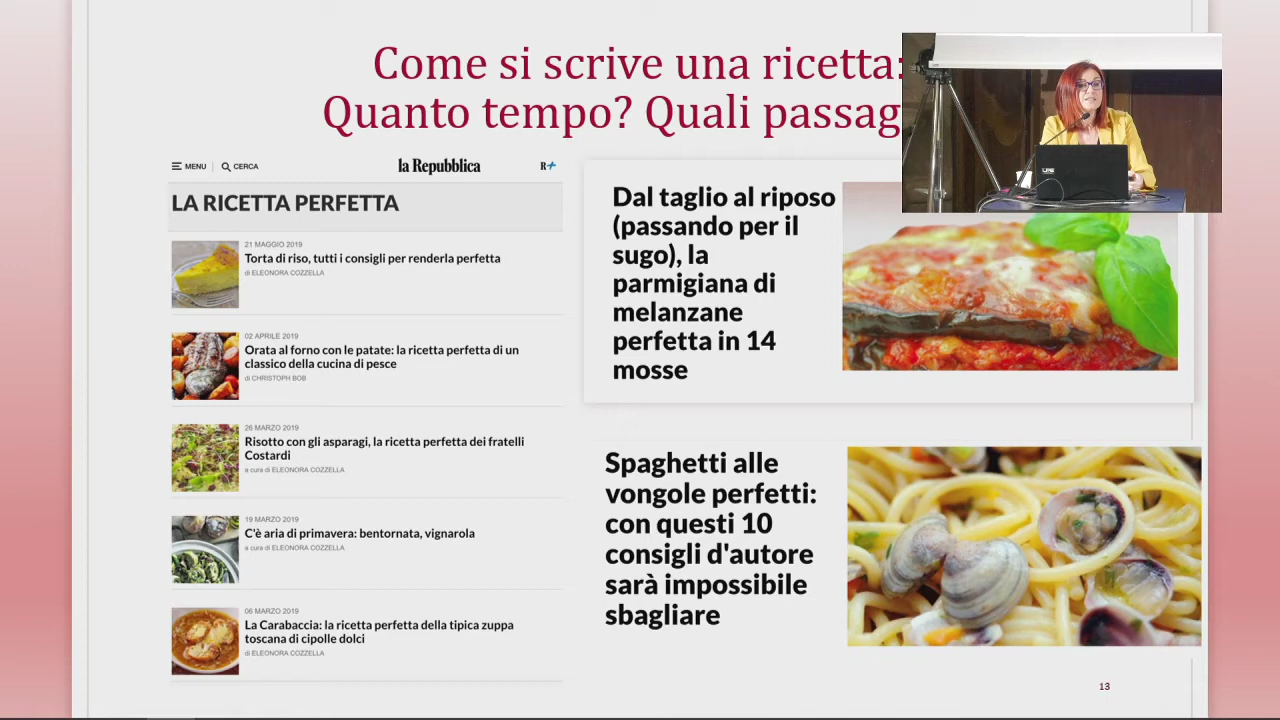 Come si scrive una ricetta:
Quanto tempo? Quali passag
MENU
CERCA
la Repubblica
R+
LA RICETTA PERFETTA
21 MAGGIO 2019
Torta di riso, tutti i consigli per renderla perfetta
di ELEONORA COZZELLA
02 APRILE 2019
Orata al forno con le patate: la ricetta perfetta di un
classico della cucina di pesce
di CHRISTOPH BOB
26 MARZO 2019
Risotto con gli asparagi, la ricetta perfetta dei fratelli
Costardi
a cura di ELEONORA COZZELLA
19 MARZO 2019
C'è aria di primavera: bentornata, vignarola
a cura di ELEONORA COZZELLA
06 MARZO 2019
La Carabaccia: la ricetta perfetta della tipica zuppa
toscana di cipolle dolci
di ELEONORA COZZELLA
Dal taglio al riposo
(passando per il
sugo), la
parmigiana di
melanzane
perfetta in 14
mosse
Spaghetti alle
vongole perfetti:
con questi 10
consigli d'autore
sarà impossibile
sbagliare
13